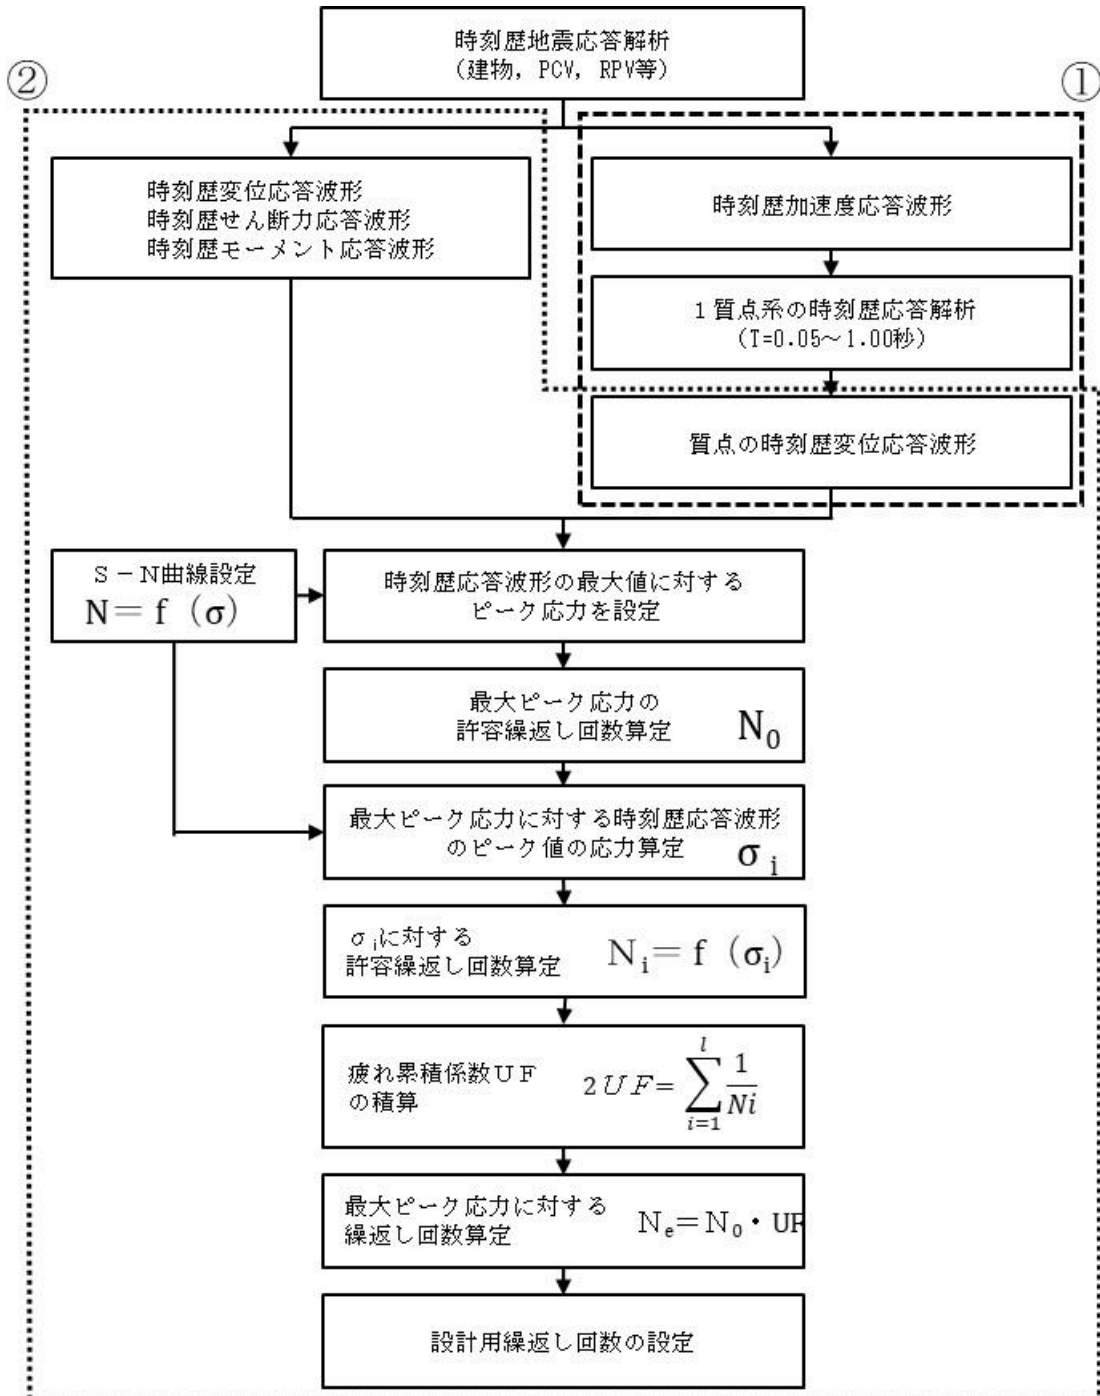 時刻歴地震応答解析
(建物, PCV, RPV等)
②
①
時刻歴変位応答波形
時刻歴せん断力応答波形
時刻歴モーメント応答波形
時刻歴加速度応答波形
1質点系の時刻歴応答解析
(T=0.05～1.00秒)
質点の時刻歴変位応答波形
S－N曲線設定
N＝f（σ）
時刻歴応答波形の最大値に対する
ピーク応力を設定
最大ピーク応力の
許容繰返し回数算定 N₀
最大ピーク応力に対する時刻歴応答波形
のピーク値の応力算定 σ i
σ iに対する
許容繰返し回数算定 N i＝f（σi）
疲れ累積係数UF
の積算 2UF=∑_{i=1}^{l} 1/Ni
最大ピーク応力に対する
繰返し回数算定 Ne＝N₀・UF
設計用繰返し回数の設定